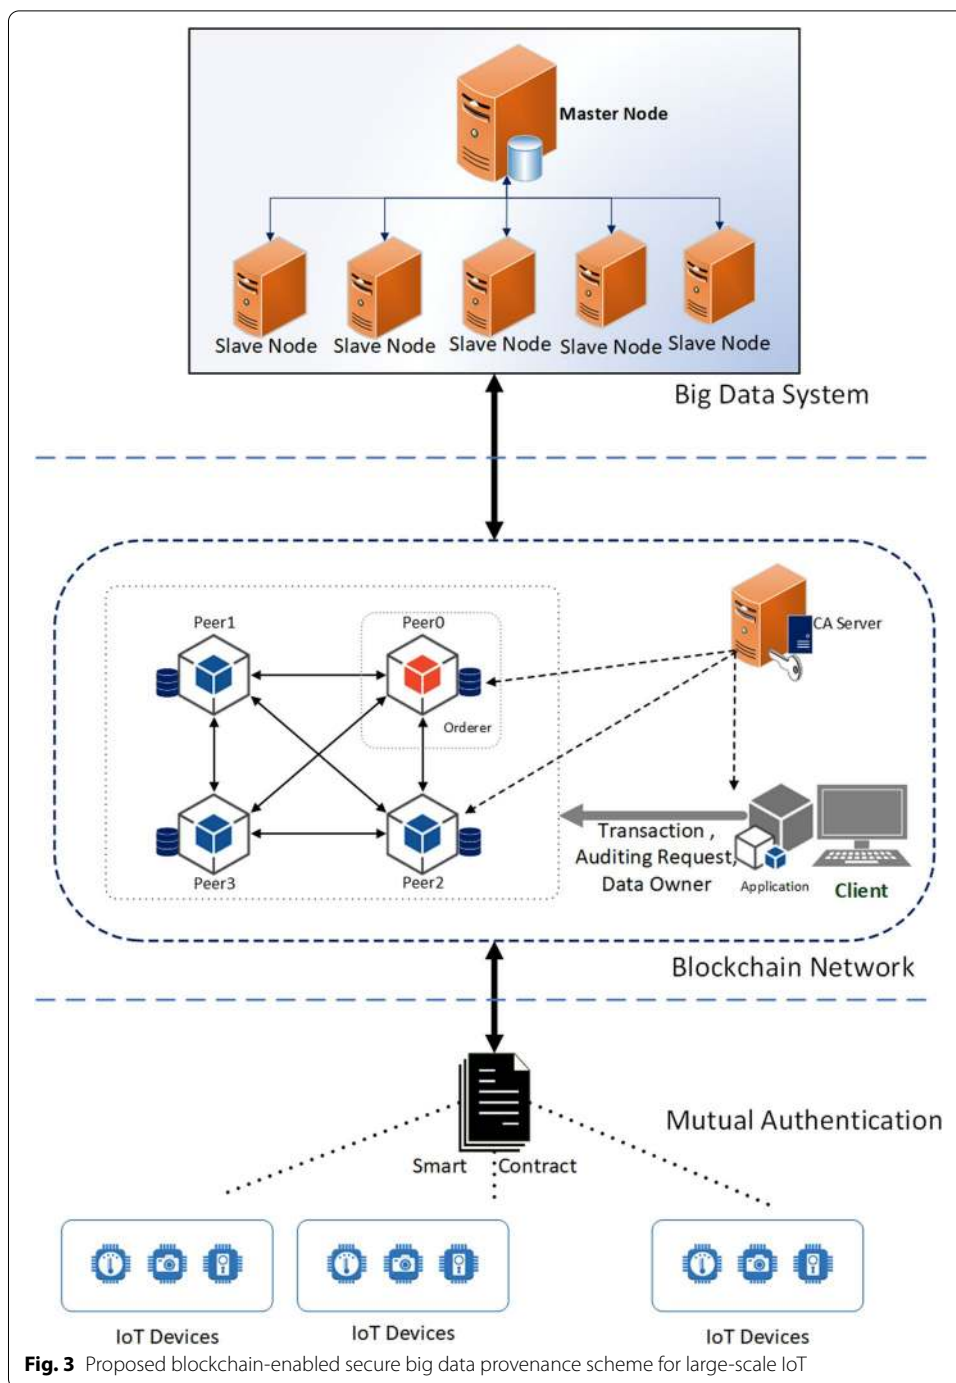 Master Node
Slave Node
Slave Node
Slave Node
Slave Node
Slave Node
Big Data System
Peer1
Peer0
CA Server
Orderer
Peer3
Peer2
Transaction ,
Auditing Request,
Data Owner
Application
Client
Blockchain Network
Mutual Authentication
Smart Contract
IoT Devices
IoT Devices
IoT Devices
Fig. 3 Proposed blockchain-enabled secure big data provenance scheme for large-scale IoT